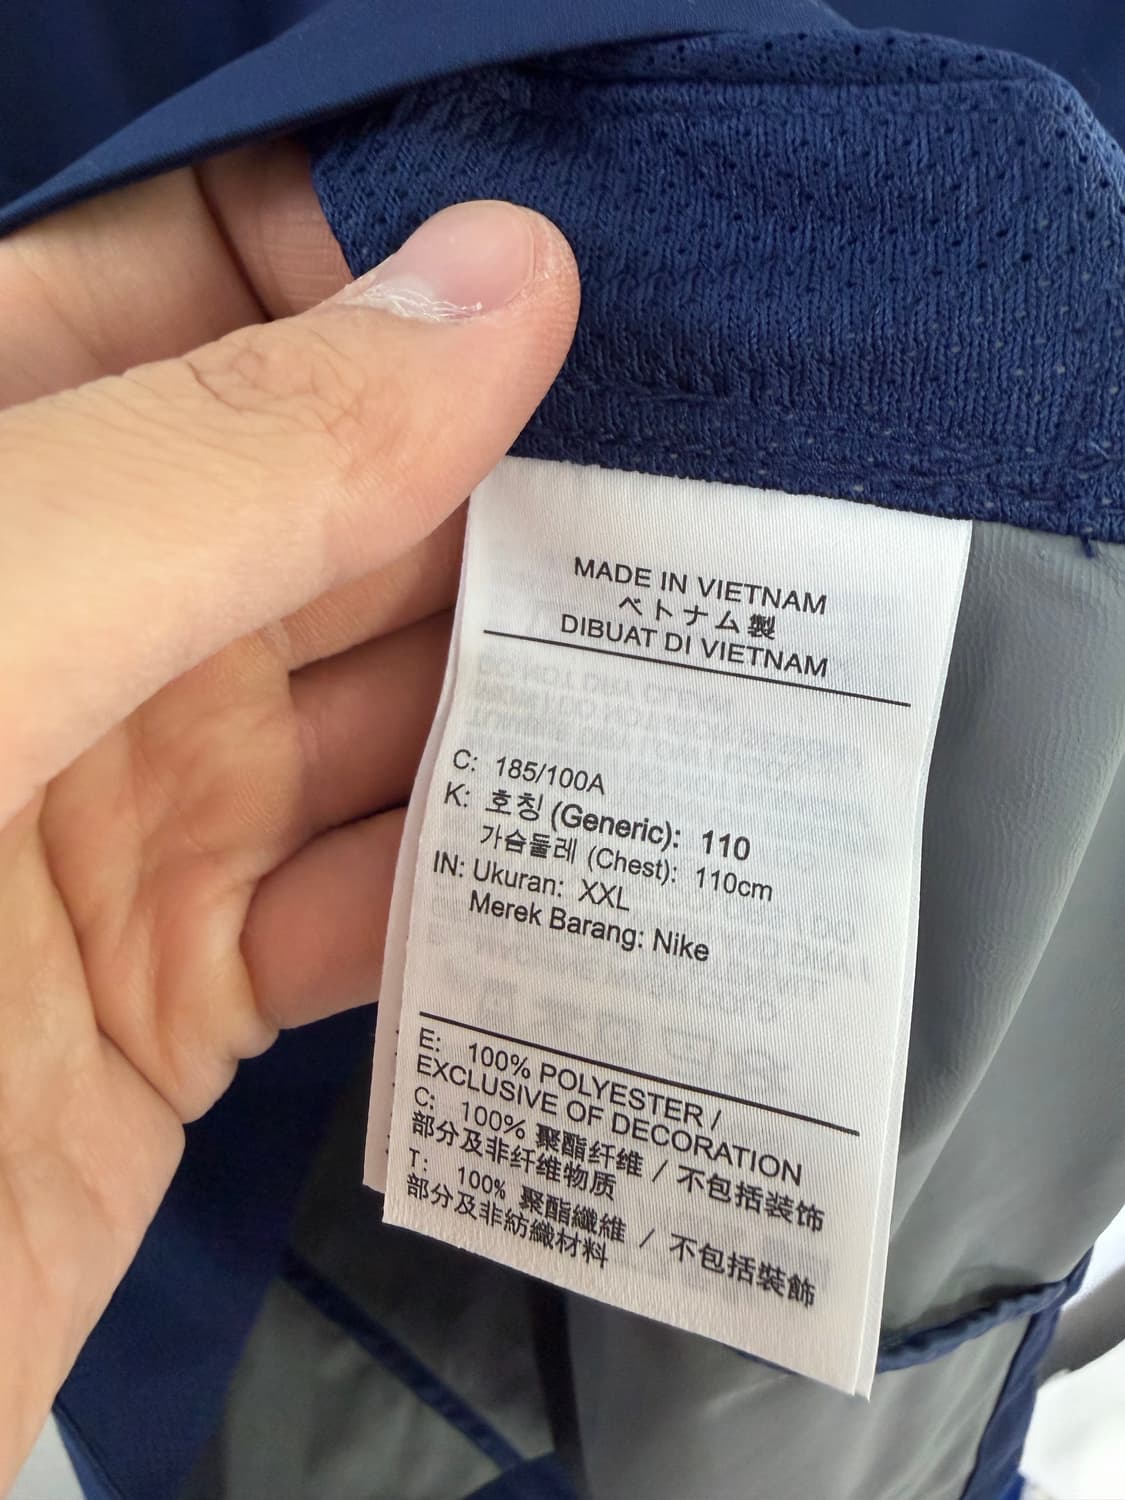 MADE IN VIETNAM
ベトナム製
DIBUAT DI VIETNAM
C: 185/100A
K: 호칭 (Generic): 110
가슴둘레 (Chest): 110cm
IN: Ukuran: XXL
Merek Barang: Nike
E: 100% POLYESTER /
EXCLUSIVE OF DECORATION
C: 100% 聚酯纤维 / 不包括装饰
部分及非纤维物质
T: 100% 聚酯纖維 / 不包括裝飾
部分及非紡織材料